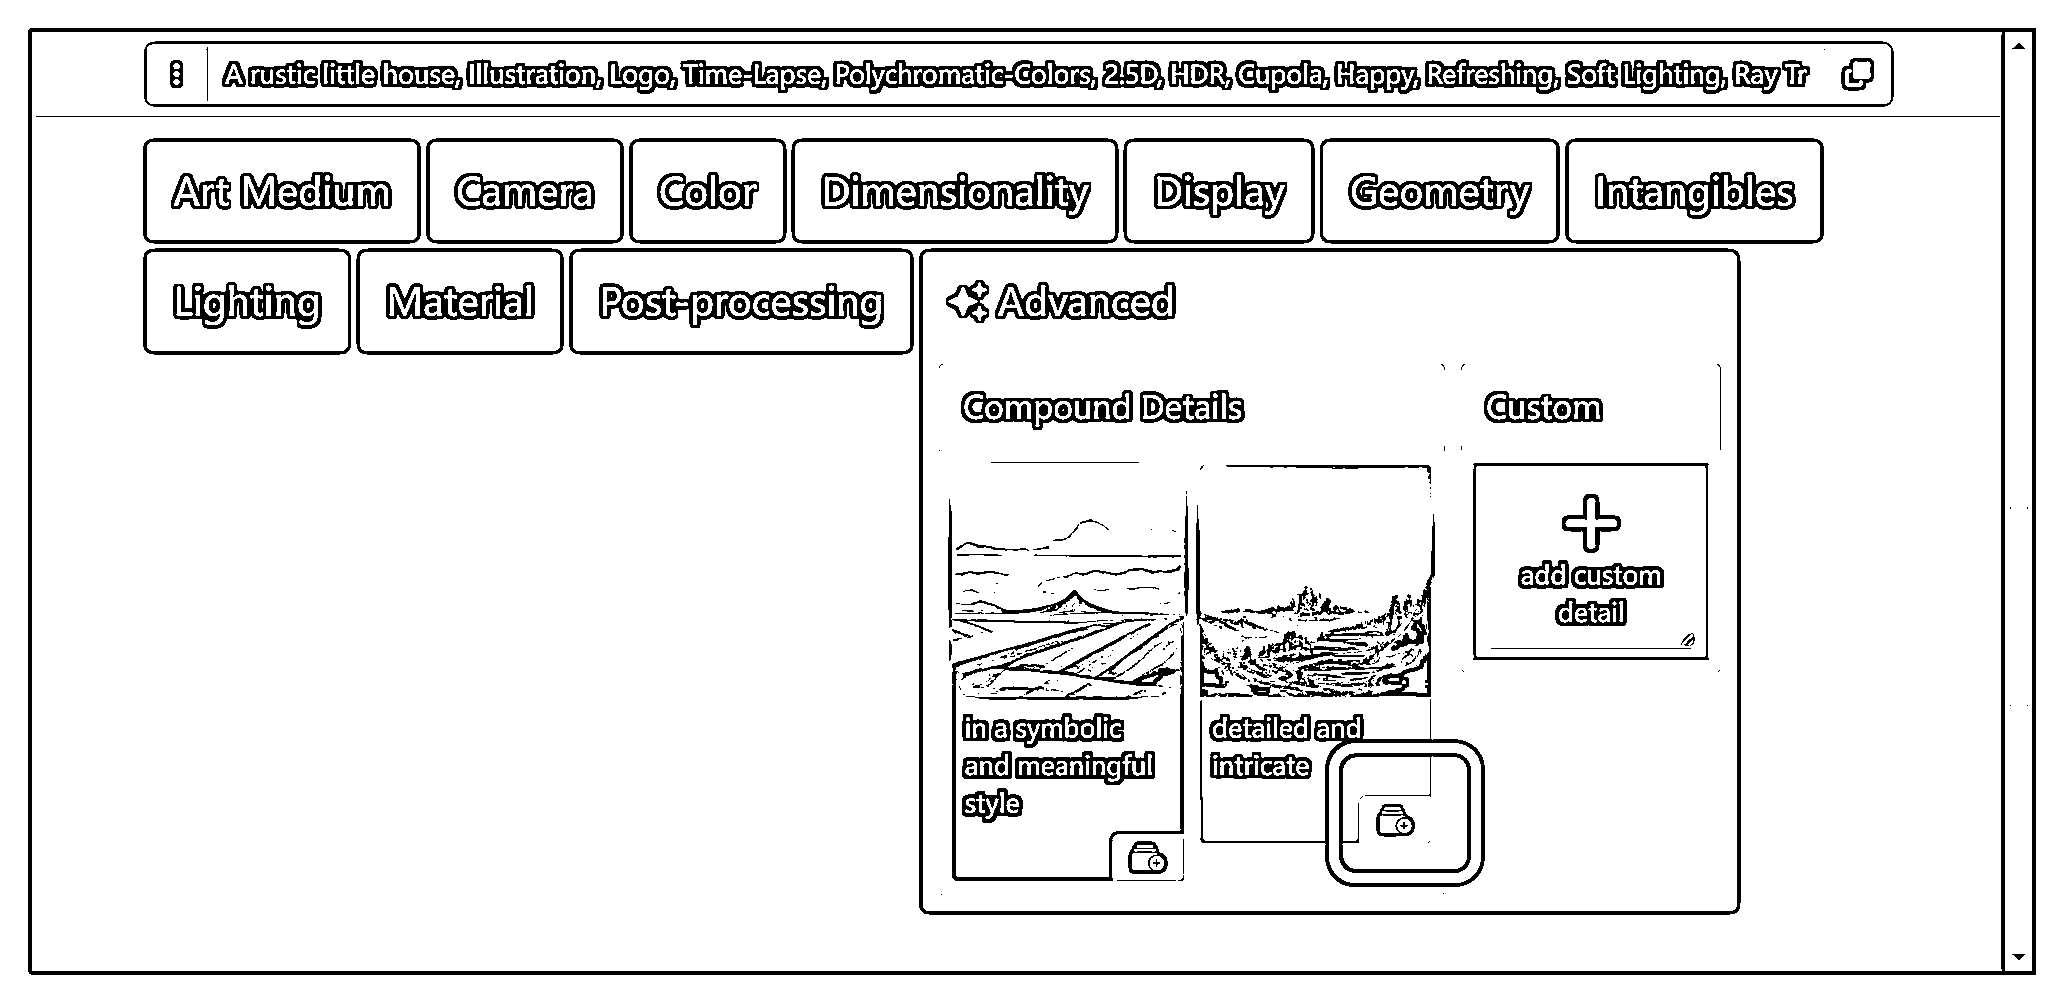 A rustic little house, Illustration, Logo, Time-Lapse, Polychromatic-Colors, 2.5D, HDR, Cupola, Happy, Refreshing, Soft Lighting, Ray Tr
Art Medium
Camera
Color
Dimensionality
Display
Geometry
Intangibles
Lighting
Material
Post-processing
Advanced
Compound Details
Custom
in a symbolic
and meaningful
style
detailed and
intricate
add custom
detail